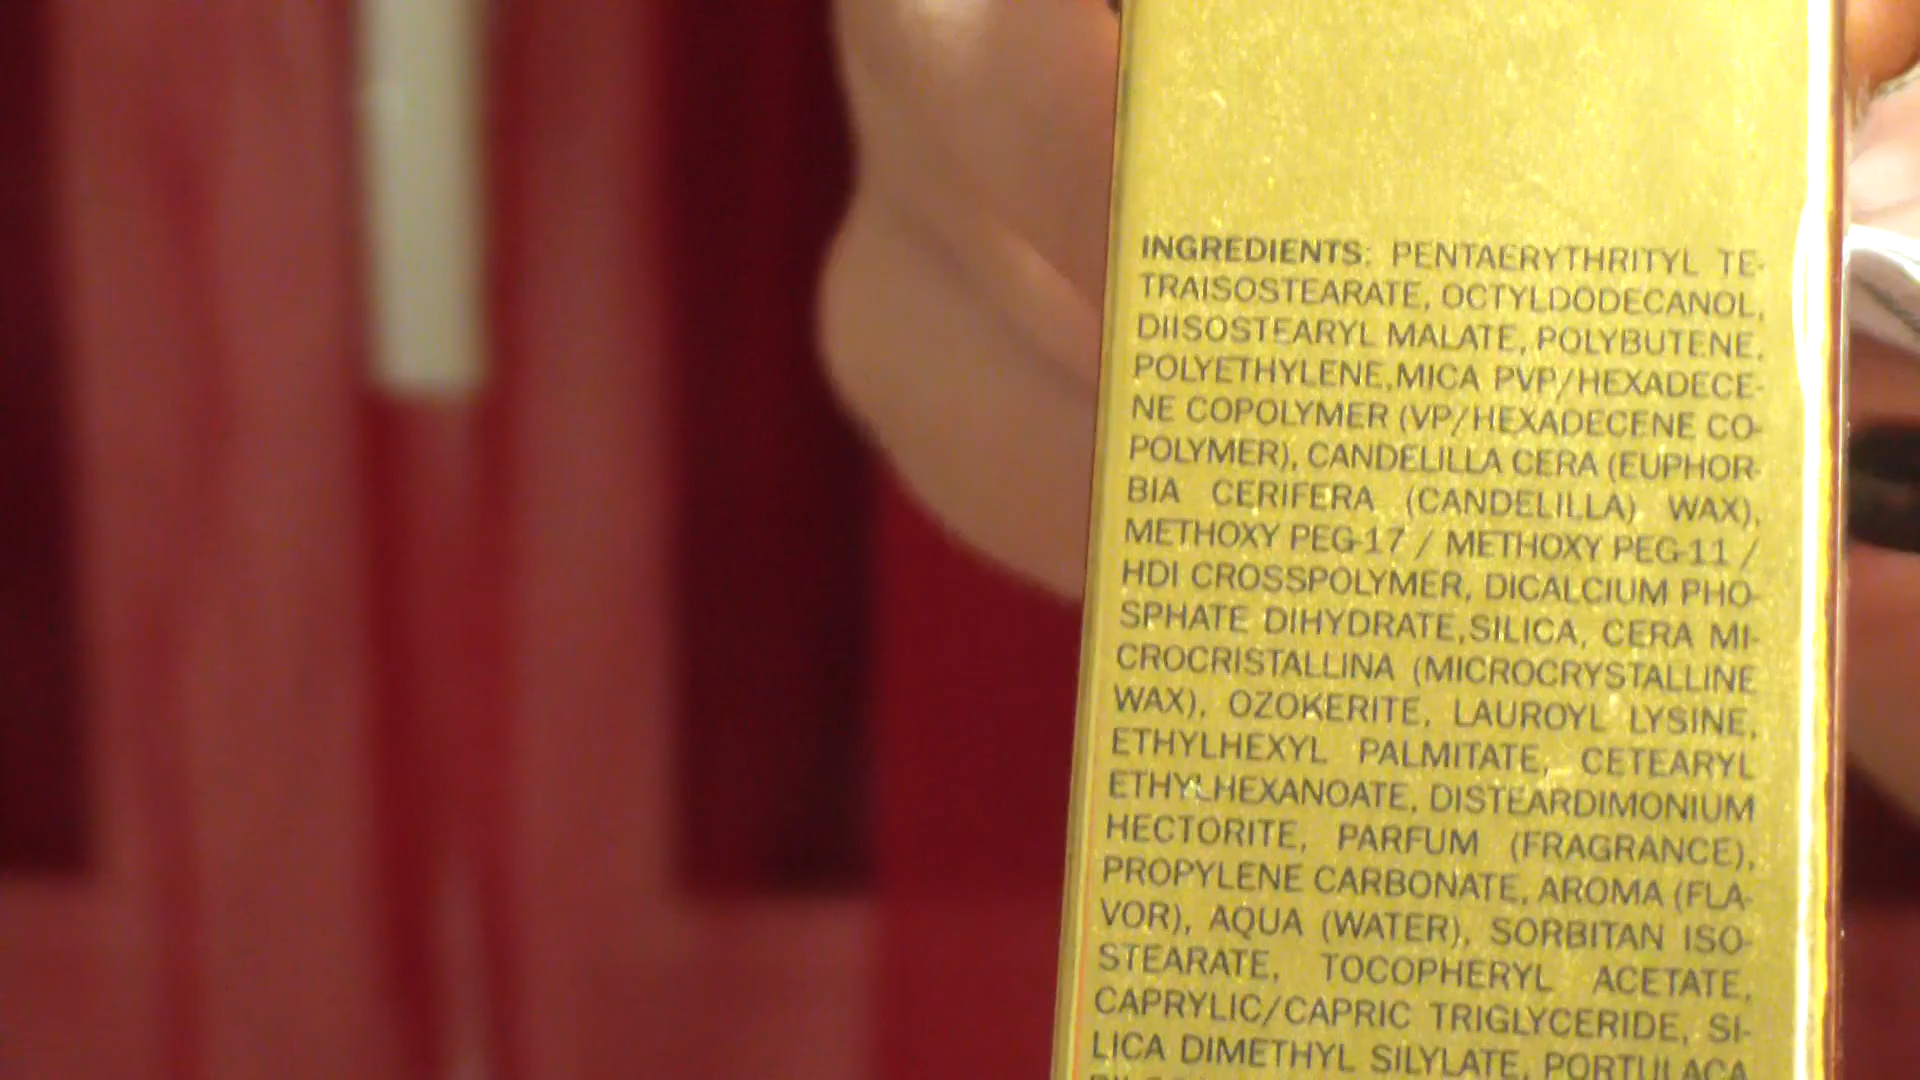 INGREDIENTS: PENTAERYTHRITYL TE-
TRAISOSTEARATE, OCTYLDODECANOL,
DIISOSTEARYL MALATE, POLYBUTENE,
POLYETHYLENE,MICA PVP/HEXADECE-
NE COPOLYMER (VP/HEXADECENE CO-
POLYMER), CANDELILLA CERA (EUPHOR-
BIA CERIFERA (CANDELILLA) WAX),
METHOXY PEG-17 / METHOXY PEG-11 /
HDI CROSSPOLYMER, DICALCIUM PHO-
SPHATE DIHYDRATE,SILICA, CERA MI-
CROCRISTALLINA (MICROCRYSTALLINE
WAX), OZOKERITE, LAUROYL LYSINE,
ETHYLHEXYL PALMITATE, CETEARYL
ETHYLHEXANOATE, DISTEARDIMONIUM
HECTORITE, PARFUM (FRAGRANCE),
PROPYLENE CARBONATE, AROMA (FLA-
VOR), AQUA (WATER), SORBITAN ISO-
STEARATE, TOCOPHERYL ACETATE,
CAPRYLIC/CAPRIC TRIGLYCERIDE, SI-
LICA DIMETHYL SILYLATE, PORTULACA